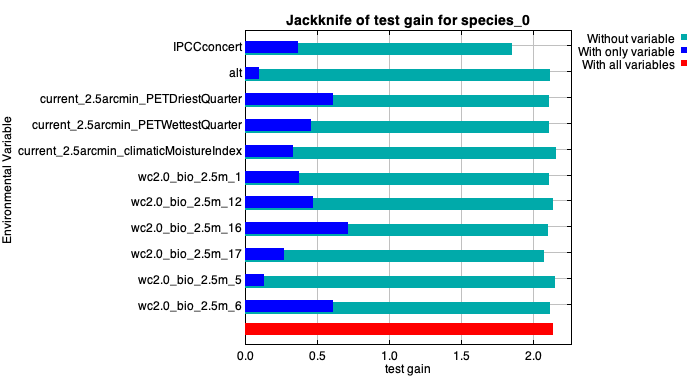 Jackknife of test gain for species_0
Without variable
With only variable
With all variables
Environmental Variable
IPCCconcert
alt
current_2.5arcmin_PETDriestQuarter
current_2.5arcmin_PETWettestQuarter
current_2.5arcmin_climaticMoistureIndex
wc2.0_bio_2.5m_1
wc2.0_bio_2.5m_12
wc2.0_bio_2.5m_16
wc2.0_bio_2.5m_17
wc2.0_bio_2.5m_5
wc2.0_bio_2.5m_6
0.0 0.5 1.0 1.5 2.0
test gain